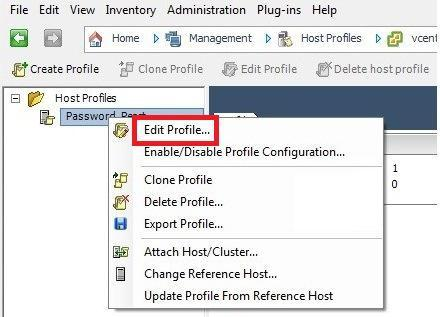 File Edit View Inventory Administration Plug-ins Help
Home Management Host Profiles
Create Profile Clone Profile Edit Profile Delete host profile
Host Profiles
Password
Edit Profile...
Enable/Disable Profile Configuration...
1
Clone Profile
0
Delete Profile...
Export Profile...
Attach Host/Cluster...
Change Reference Host...
Update Profile From Reference Host